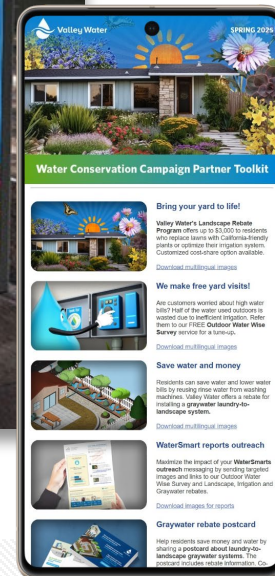 Valley Water
SPRING 2025
Water Conservation Campaign Partner Toolkit
Bring your yard to life!
Valley Water's Landscape Rebate
Program offers up to $3,000 to residents
who replace lawns with California-friendly
plants or optimize their irrigation system.
Customized cost-share option available.
Download multilingual images
We make free yard visits!
Are customers worried about high water
bills? Half of the water used outdoors is
wasted due to inefficient irrigation. Refer
them to our FREE Outdoor Water Wise
Survey service for a tune-up.
Download multilingual images
Save water and money
Residents can save water and lower water
bills by reusing rinse water from washing
machines. Valley Water offers a rebate for
installing a graywater laundry-to-
landscape system.
Download multilingual images
WaterSmart reports outreach
Maximize the impact of your WaterSmarts
outreach messaging by sending targeted
images and links to our Outdoor Water
Wise Survey and Landscape, Irrigation and
Graywater rebates.
Download images for reports
Graywater rebate postcard
Help residents save money and water by
sharing a postcard about laundry-to-
landscape graywater systems. The
postcard includes rebate information. Co-